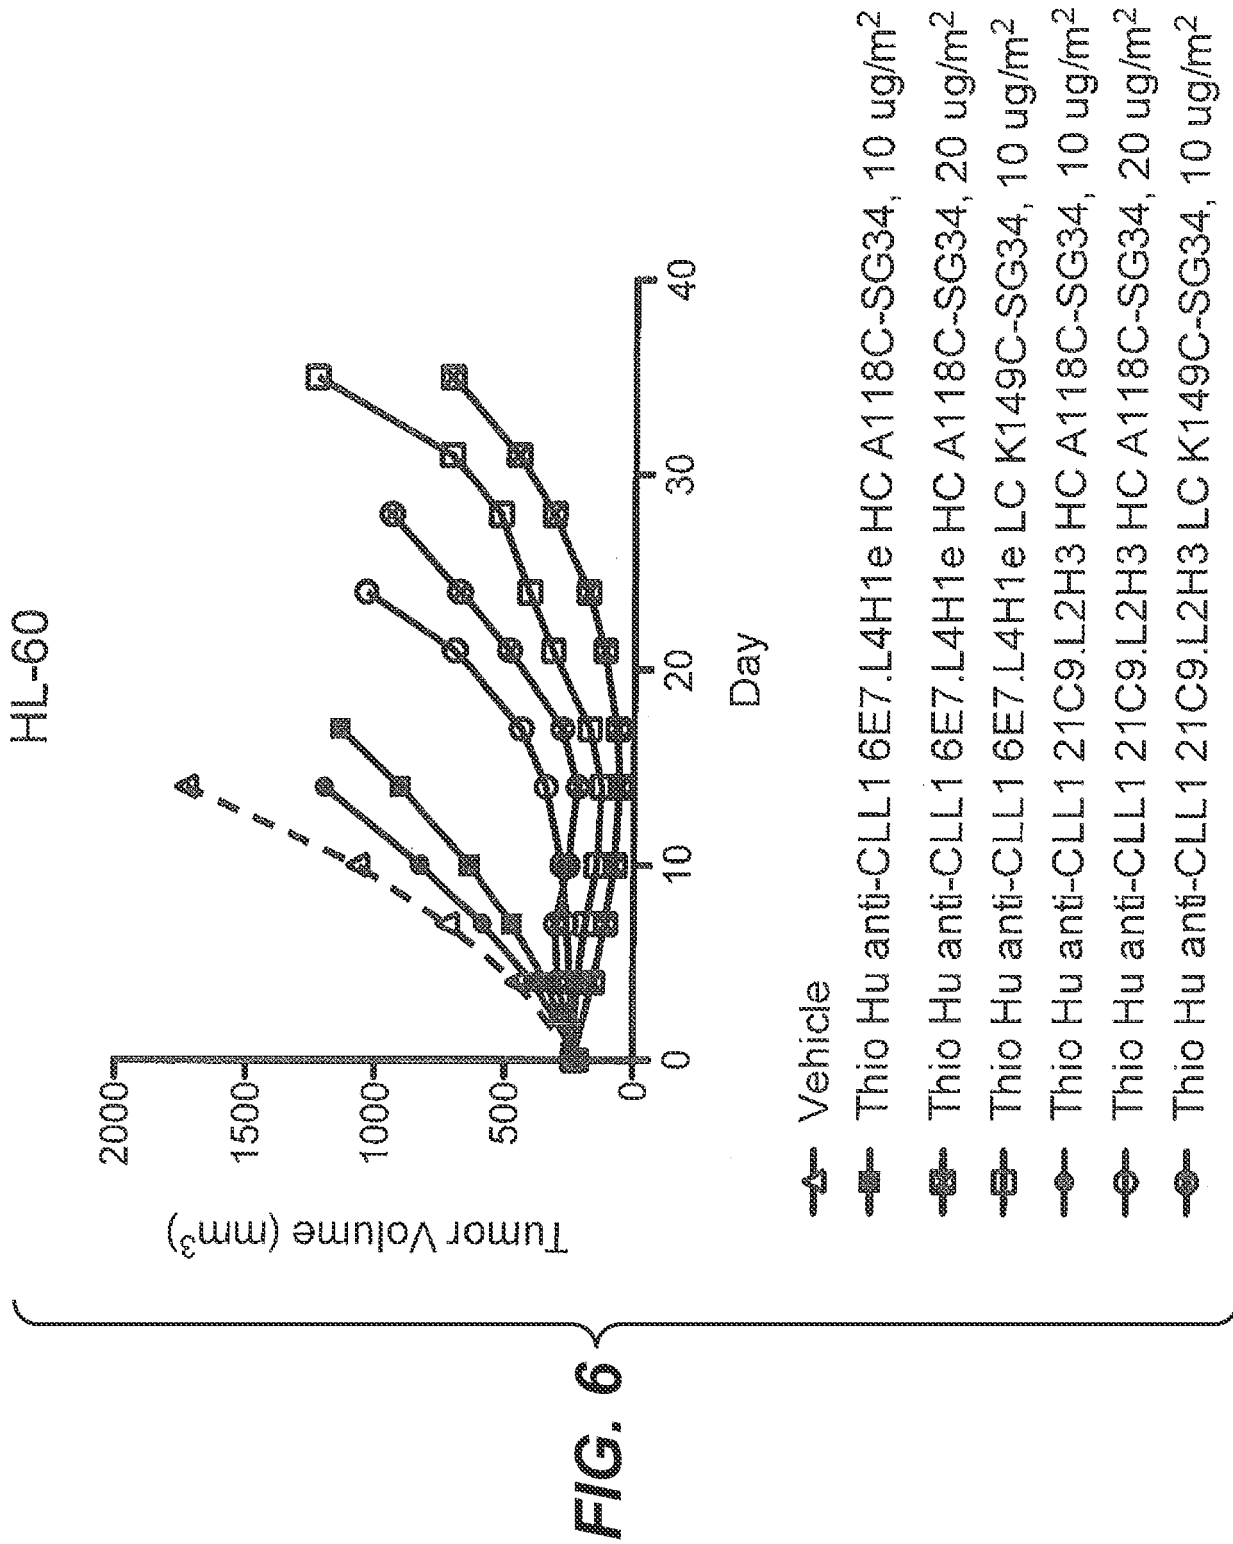 FIG. 6
HL-60
Tumor Volume (mm³)
2000
1500
1000
500
0
0 10 20 30 40
Day
Vehicle
Thio Hu anti-CLL1 6E7.L4H1e HC A118C-SG34, 10 ug/m²
Thio Hu anti-CLL1 6E7.L4H1e HC A118C-SG34, 20 ug/m²
Thio Hu anti-CLL1 6E7.L4H1e LC K149C-SG34, 10 ug/m²
Thio Hu anti-CLL1 21C9.L2H3 HC A118C-SG34, 10 ug/m²
Thio Hu anti-CLL1 21C9.L2H3 HC A118C-SG34, 20 ug/m²
Thio Hu anti-CLL1 21C9.L2H3 LC K149C-SG34, 10 ug/m²